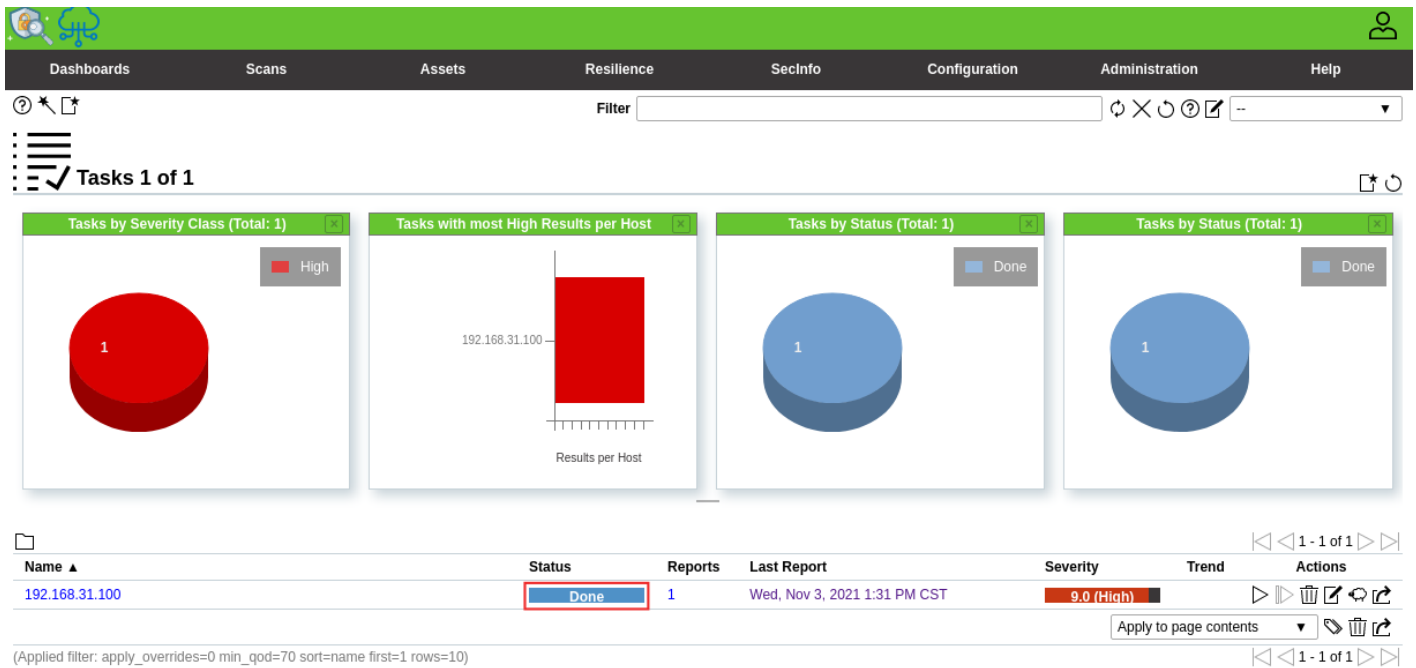 Dashboards Scans Assets Resilience SecInfo Configuration Administration Help
Filter --
Tasks 1 of 1
Tasks by Severity Class (Total: 1)
High
1
Tasks with most High Results per Host
192.168.31.100
Results per Host
Tasks by Status (Total: 1)
Done
1
Tasks by Status (Total: 1)
Done
1
1 - 1 of 1
Name ▲ Status Reports Last Report Severity Trend Actions
192.168.31.100 Done 1 Wed, Nov 3, 2021 1:31 PM CST 9.0 (High)
Apply to page contents
(Applied filter: apply_overrides=0 min_qod=70 sort=name first=1 rows=10) 1 - 1 of 1